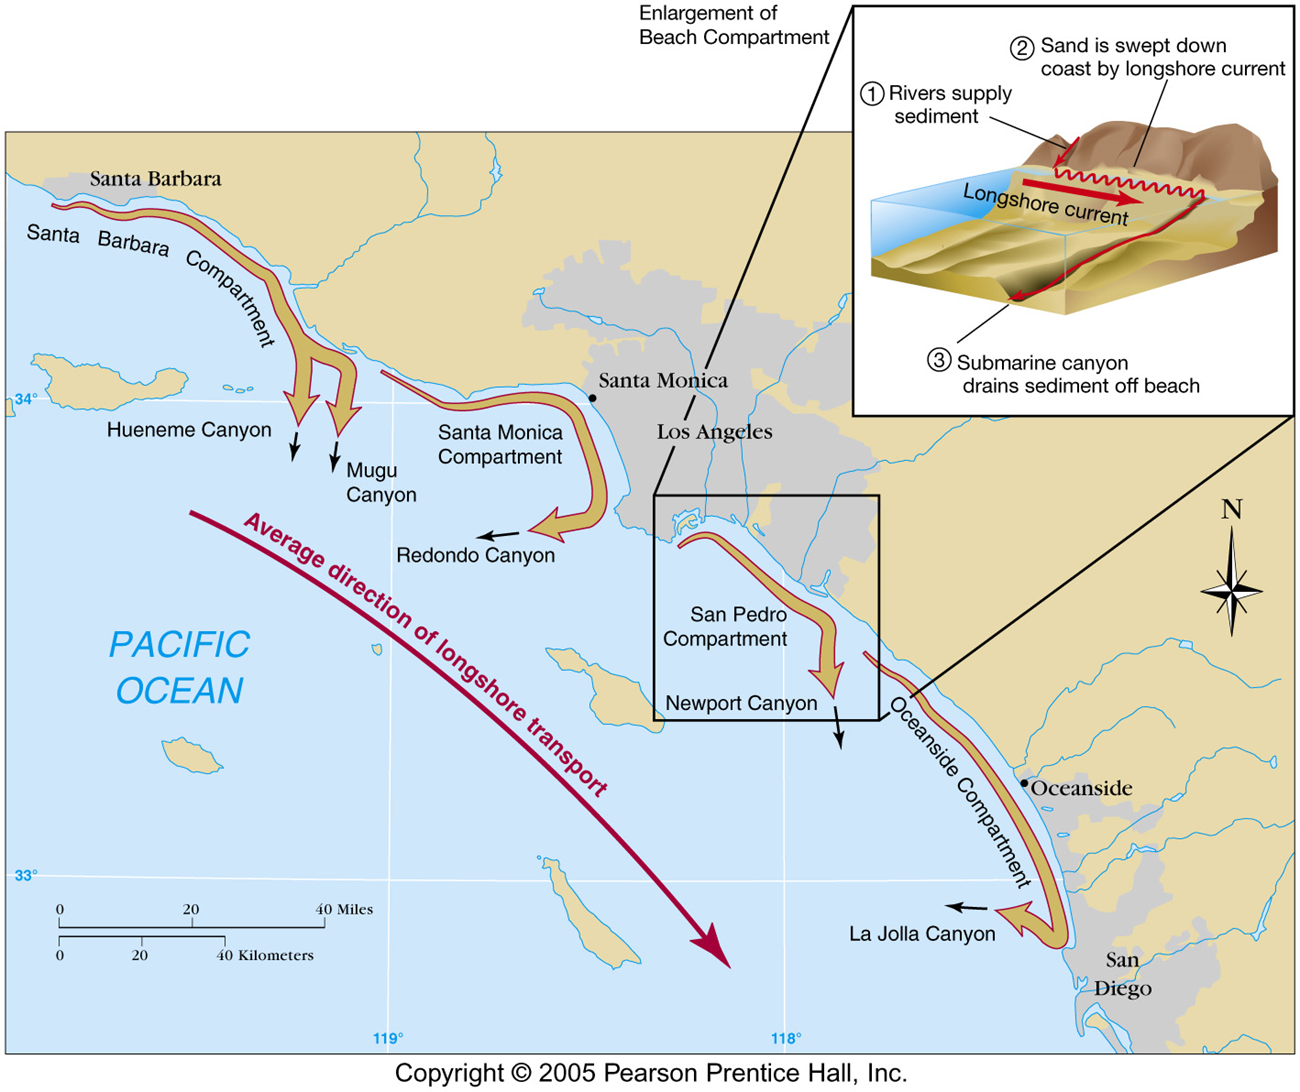 Enlargement of
Beach Compartment
② Sand is swept down
coast by longshore current
① Rivers supply
sediment
Longshore current
③ Submarine canyon
drains sediment off beach
Santa Barbara
Santa Barbara Compartment
34°
Hueneme Canyon
Mugu
Canyon
Santa Monica
Los Angeles
Santa Monica
Compartment
Redondo Canyon
Average direction of longshore transport
PACIFIC
OCEAN
San Pedro
Compartment
Newport Canyon
N
Oceanside Compartment
Oceanside
33°
0 20 40 Miles
0 20 40 Kilometers
La Jolla Canyon
San
Diego
119°
118°
Copyright © 2005 Pearson Prentice Hall, Inc.